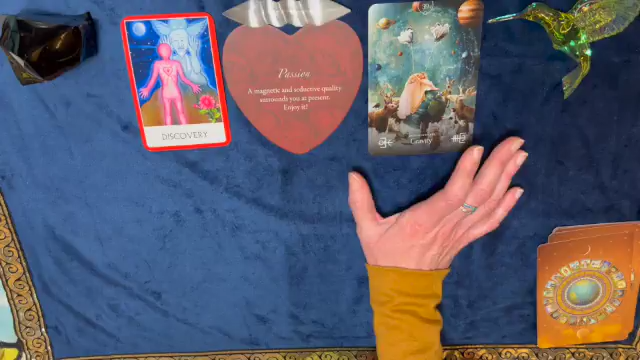 DISCOVERY
Passion
A magnetic and seductive quality
surrounds you at present.
Enjoy it!
Gravity